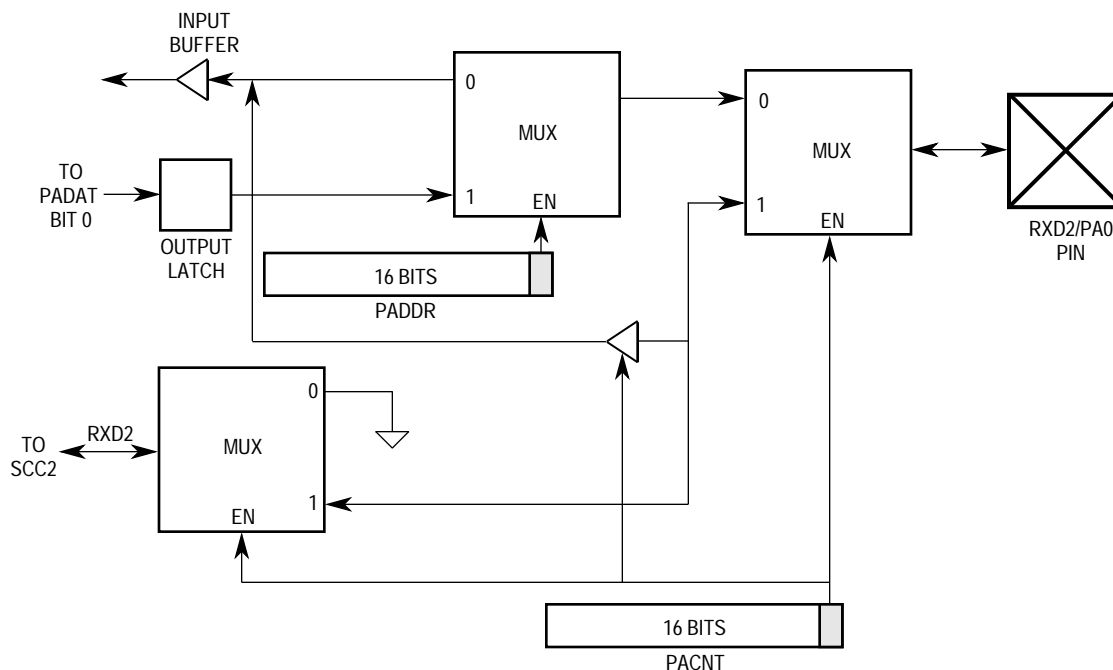 INPUT
BUFFER
0
MUX
1
EN
TO
PADAT
BIT 0
OUTPUT
LATCH
16 BITS
PADDR
0
MUX
1
EN
RXD2/PA0
PIN
TO
SCC2
RXD2
0
MUX
1
EN
16 BITS
PACNT